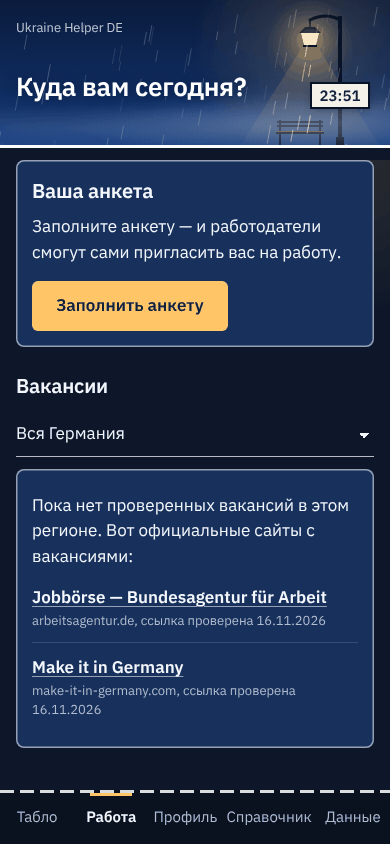 Ukraine Helper DE
Куда вам сегодня?
23:51
Ваша анкета
Заполните анкету — и работодатели
смогут сами пригласить вас на работу.
Заполнить анкету
Вакансии
Вся Германия
Пока нет проверенных вакансий в этом
регионе. Вот официальные сайты с
вакансиями:
Jobbörse — Bundesagentur für Arbeit
arbeitsagentur.de, ссылка проверена 16.11.2026
Make it in Germany
make-it-in-germany.com, ссылка проверена
16.11.2026
Табло Работа Профиль Справочник Данные